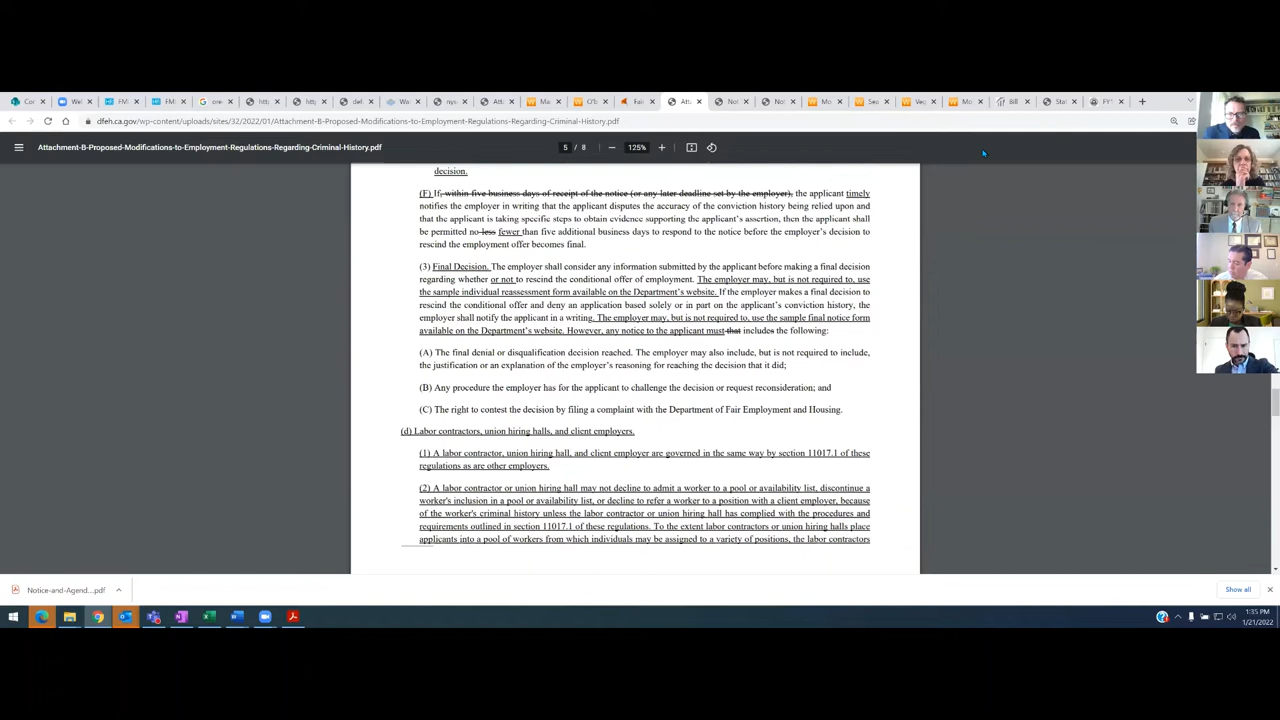 Wel
FMI
FMI
ore
http
http
def
War
nys
Atta
Ma
O'b
Fair
Atta
Not
Not
Mo
Sec
Veg
Mo
Bill
Stat
FY'
dfeh.ca.gov/wp-content/uploads/sites/32/2022/01/Attachment-B-Proposed-Modifications-to-Employment-Regulations-Regarding-Criminal-History.pdf
Attachment-B-Proposed-Modifications-to-Employment-Regulations-Regarding-Criminal-History.pdf
5 / 8
125%
decision.
(F) If, within five business days of receipt of the notice (or any later deadline set by the employer), the applicant timely
notifies the employer in writing that the applicant disputes the accuracy of the conviction history being relied upon and
that the applicant is taking specific steps to obtain evidence supporting the applicant's assertion, then the applicant shall
be permitted no less fewer than five additional business days to respond to the notice before the employer's decision to
rescind the employment offer becomes final.
(3) Final Decision. The employer shall consider any information submitted by the applicant before making a final decision
regarding whether or not to rescind the conditional offer of employment. The employer may, but is not required to, use
the sample individual reassessment form available on the Department's website. If the employer makes a final decision to
rescind the conditional offer and deny an application based solely or in part on the applicant's conviction history, the
employer shall notify the applicant in a writing. The employer may, but is not required to, use the sample final notice form
available on the Department's website. However, any notice to the applicant must that includes the following:
(A) The final denial or disqualification decision reached. The employer may also include, but is not required to include,
the justification or an explanation of the employer's reasoning for reaching the decision that it did;
(B) Any procedure the employer has for the applicant to challenge the decision or request reconsideration; and
(C) The right to contest the decision by filing a complaint with the Department of Fair Employment and Housing.
(d) Labor contractors, union hiring halls, and client employers.
(1) A labor contractor, union hiring hall, and client employer are governed in the same way by section 11017.1 of these
regulations as are other employers.
(2) A labor contractor or union hiring hall may not decline to admit a worker to a pool or availability list, discontinue a
worker's inclusion in a pool or availability list, or decline to refer a worker to a position with a client employer, because
of the worker's criminal history unless the labor contractor or union hiring hall has complied with the procedures and
requirements outlined in section 11017.1 of these regulations. To the extent labor contractors or union hiring halls place
applicants into a pool of workers from which individuals may be assigned to a variety of positions, the labor contractors
Notice-and-Agend....pdf
Show all
1:35 PM
1/21/2022